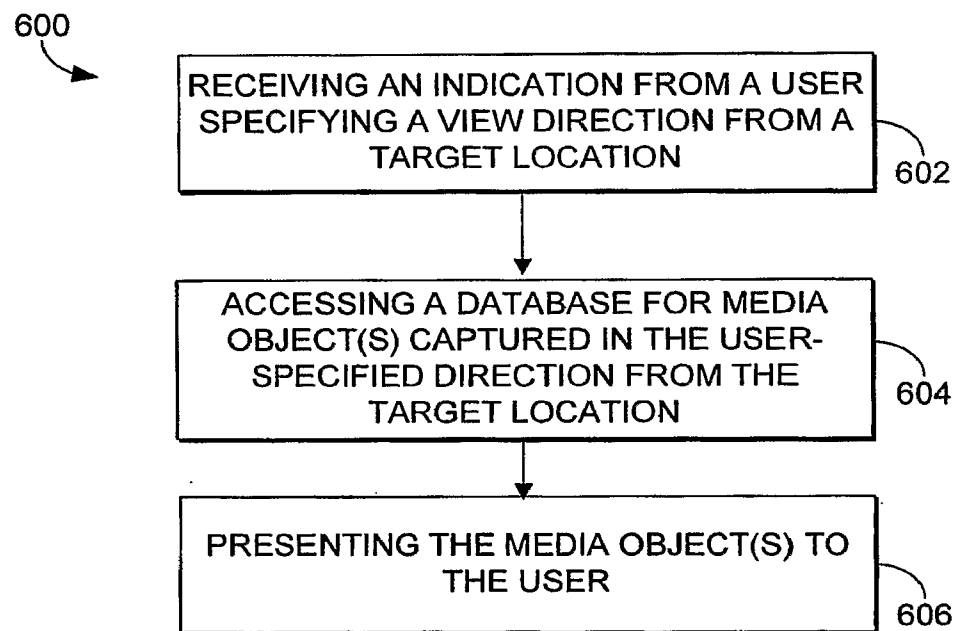 600
RECEIVING AN INDICATION FROM A USER
SPECIFYING A VIEW DIRECTION FROM A
TARGET LOCATION
602
ACCESSING A DATABASE FOR MEDIA
OBJECT(S) CAPTURED IN THE USER-
SPECIFIED DIRECTION FROM THE
TARGET LOCATION
604
PRESENTING THE MEDIA OBJECT(S) TO
THE USER
606